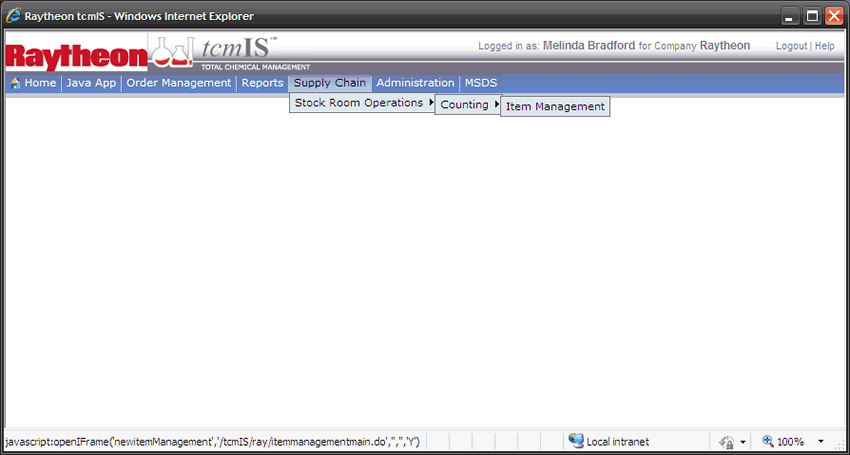 Raytheon tcmIS - Windows Internet Explorer
Raytheon tcmIS™ Logged in as: Melinda Bradford for Company Raytheon Logout | Help
TOTAL CHEMICAL MANAGEMENT
Home Java App Order Management Reports Supply Chain Administration MSDS
Stock Room Operations Counting Item Management
javascript:openIFrame('newitemManagement','/tcmIS/ray/itemmanagementmain.do','','','Y') Local intranet 100%